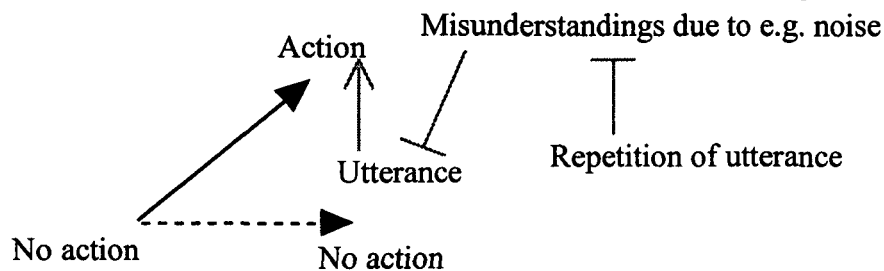 Misunderstandings due to e.g. noise
Action
Utterance
Repetition of utterance
No action
No action